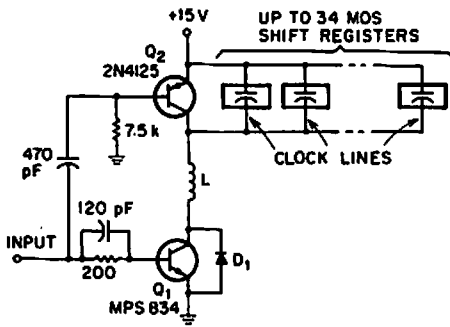 +15 V
UP TO 34 MOS
SHIFT REGISTERS
Q2
2N4125
7.5 k
470
pF
CLOCK LINES
L
120 pF
INPUT
200
D1
Q1
MPS 834